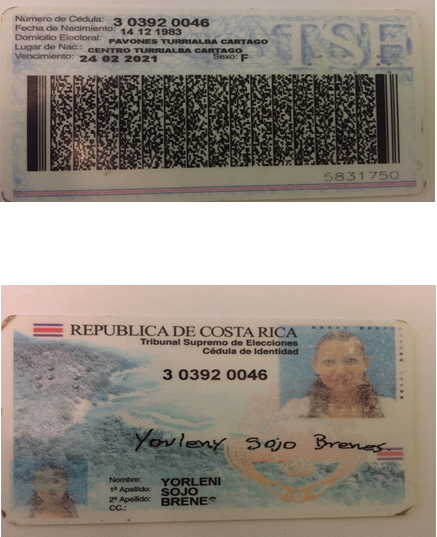 Número de Cédula: 3 0392 0046
Fecha de Nacimiento: 14 12 1983
Domicilio Electoral: PAVONES TURRIALBA CARTAGO
Lugar de Nac.: CENTRO TURRIALBA CARTAGO
Vencimiento: 24 02 2021 Sexo: F
TSE
5831750
REPUBLICA DE COSTA RICA
Tribunal Supremo de Elecciones
Cédula de Identidad
3 0392 0046
Yorleny Sojo Brenes
Nombre: YORLENI
1º Apellido: SOJO
2º Apellido: BRENES
CC.: